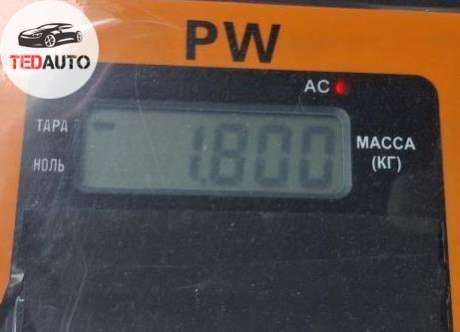 TEDAUTO
PW
AC
ТАРА
1.800
МАССА
(КГ)
НОЛЬ